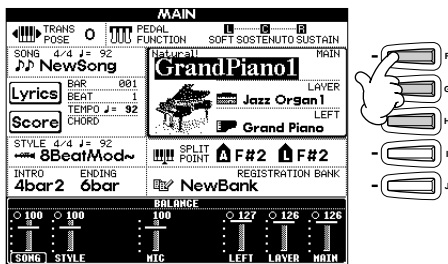 MAIN
TRANS POSE 0 PEDAL FUNCTION L C R
SOFT SOSTENUTO SUSTAIN
SONG 4/4 ♩= 92
NewSong
Natural! MAIN
GrandPiano1
Lyrics BAR 001
BEAT 1
TEMPO ♩= 92
Score CHORD
LAYER
Jazz Organ1
LEFT
Grand Piano
STYLE 4/4 ♩= 92
8BeatMod~
SPLIT POINT A F#2 L F#2
INTRO ENDING
4bar2 6bar
REGISTRATION BANK
NewBank
BALANCE
100 100 100 127 126 126
SONG STYLE MIC LEFT LAYER MAIN
F
G
H
I
J